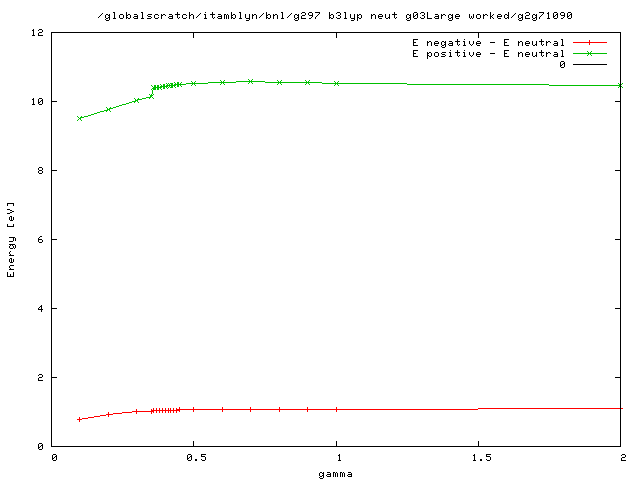 /globalscratch/itamblyn/bnl/g297 b3lyp neut g03Large worked/g2g71090
E negative - E neutral
E positive - E neutral
0
12
10
8
6
4
2
0
Energy [eV]
0 0.5 1 1.5 2
gamma